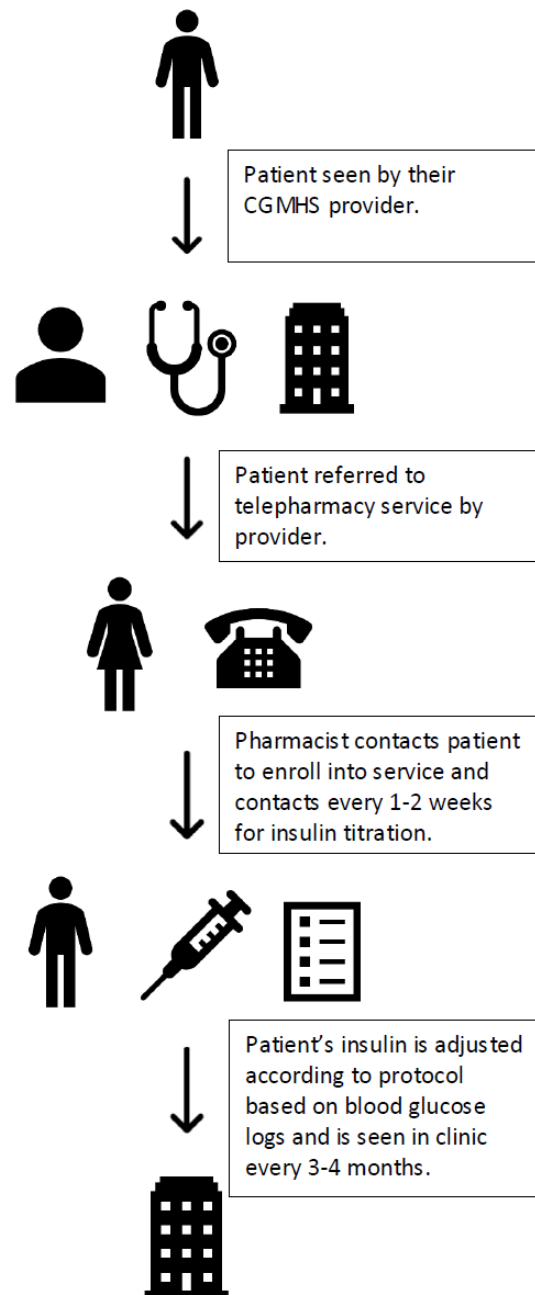 Patient seen by their
CGMHS provider.
Patient referred to
telepharmacy service by
provider.
Pharmacist contacts patient
to enroll into service and
contacts every 1-2 weeks
for insulin titration.
Patient’s insulin is adjusted
according to protocol
based on blood glucose
logs and is seen in clinic
every 3-4 months.